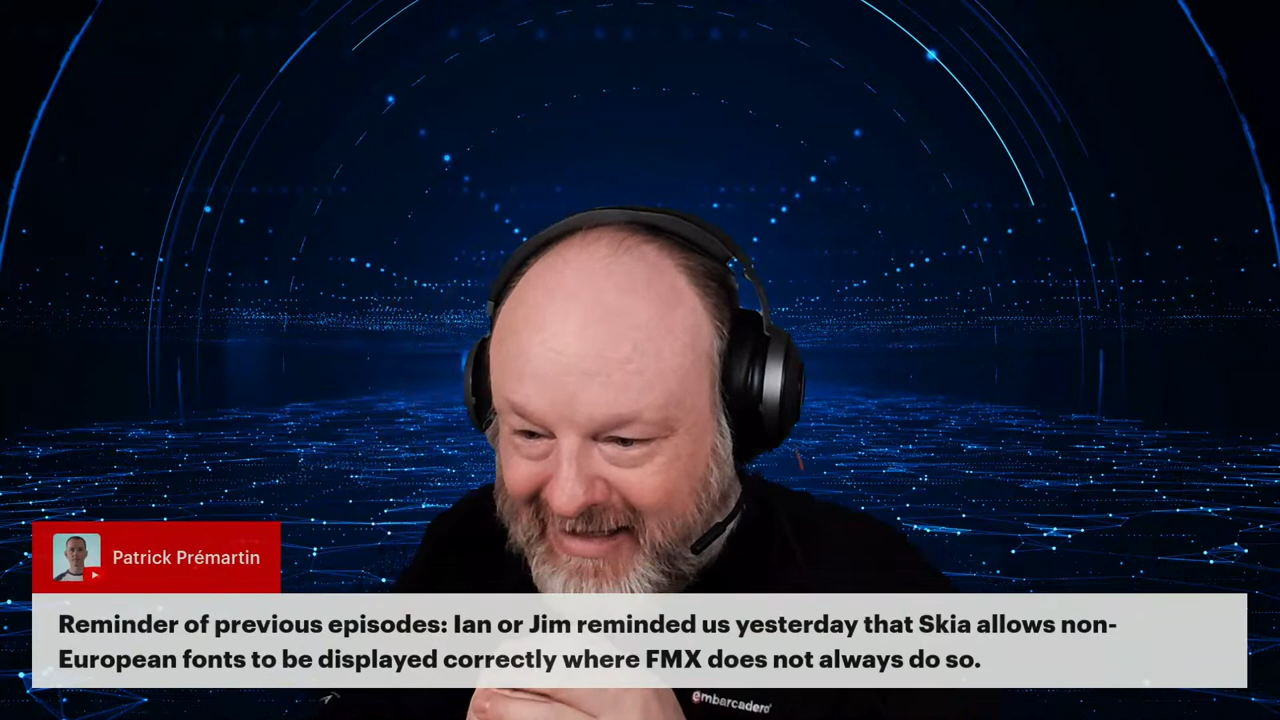 Patrick Prémartin
Reminder of previous episodes: Ian or Jim reminded us yesterday that Skia allows non-
European fonts to be displayed correctly where FMX does not always do so.
embarcadero